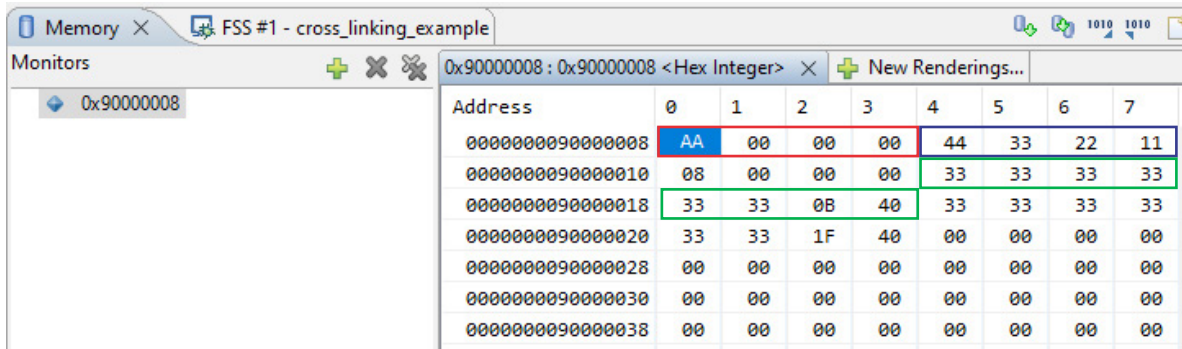 Memory FSS #1 - cross_linking_example 1010 1010
Monitors
0x90000008
0x90000008 : 0x90000008 <Hex Integer> New Renderings...
Address 0 1 2 3 4 5 6 7
0000000090000008 AA 00 00 00 44 33 22 11
0000000090000010 08 00 00 00 33 33 33 33
0000000090000018 33 33 0B 40 33 33 33 33
0000000090000020 33 33 1F 40 00 00 00 00
0000000090000028 00 00 00 00 00 00 00 00
0000000090000030 00 00 00 00 00 00 00 00
0000000090000038 00 00 00 00 00 00 00 00